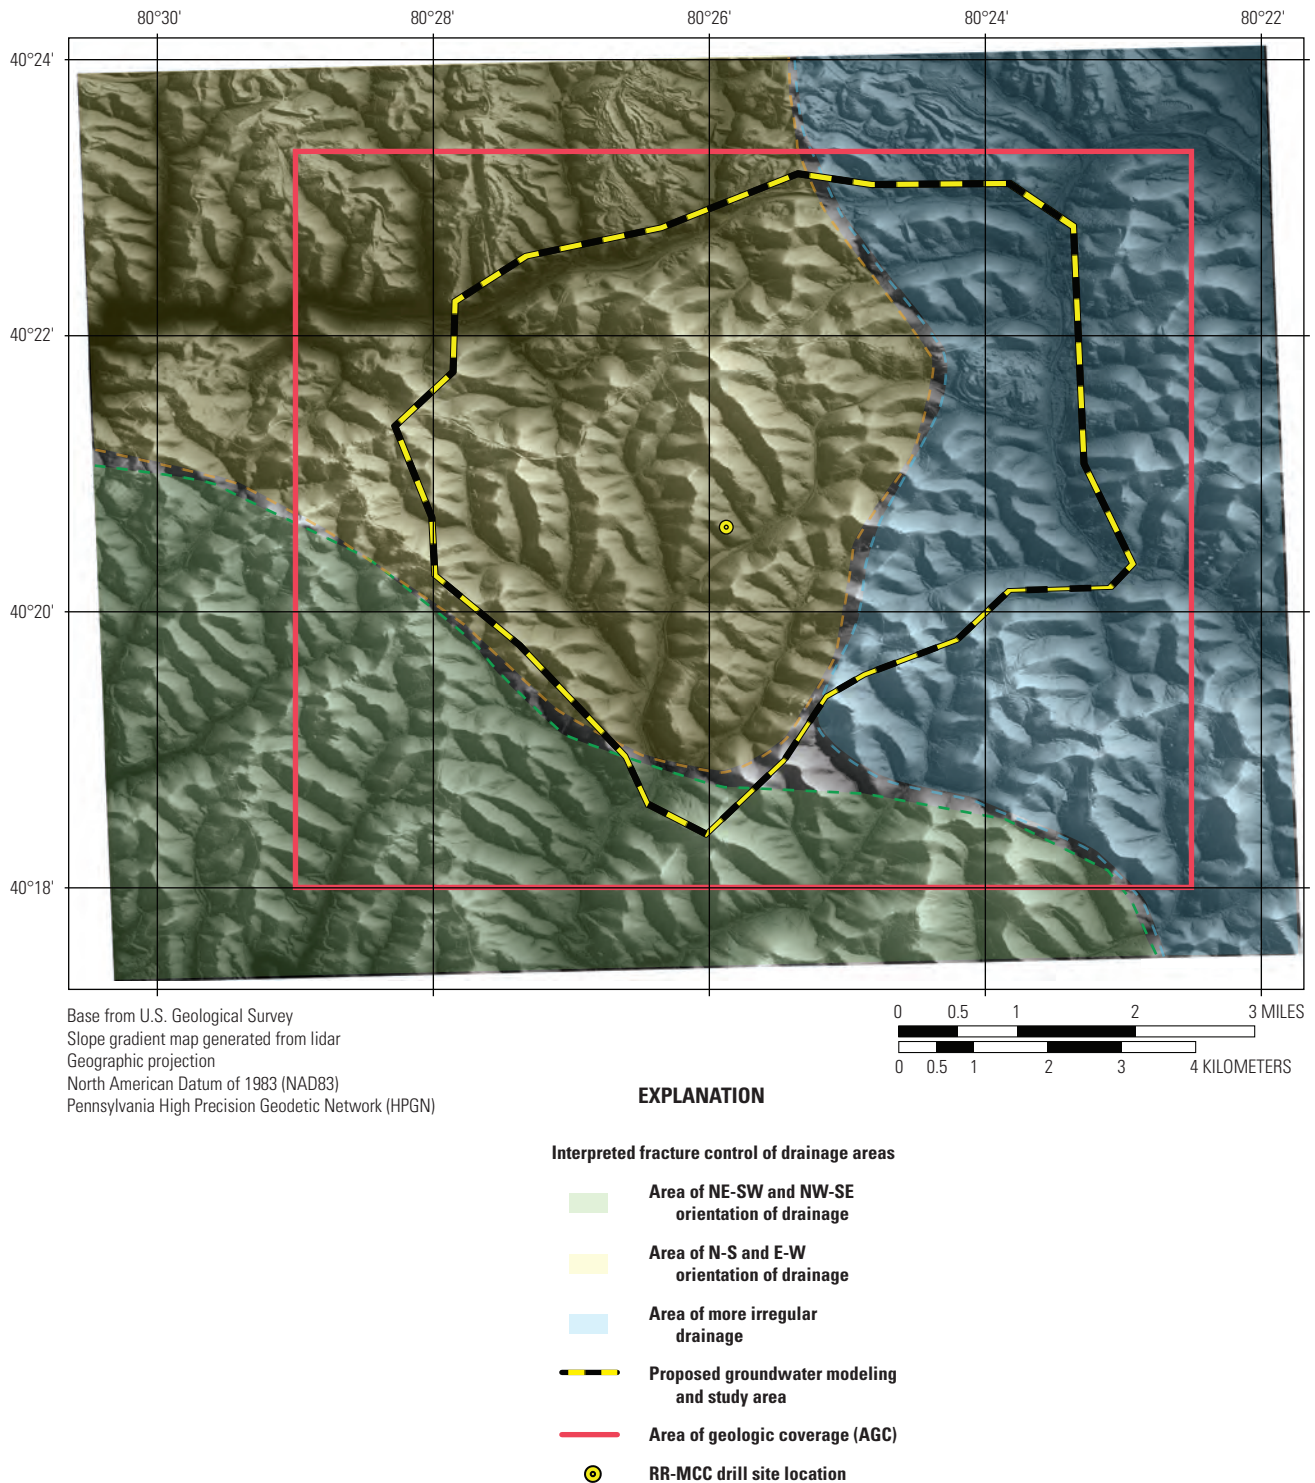 80°30' 80°28' 80°26' 80°24' 80°22'
40°24'
40°22'
40°20'
40°18'
Base from U.S. Geological Survey
Slope gradient map generated from lidar
Geographic projection
North American Datum of 1983 (NAD83)
Pennsylvania High Precision Geodetic Network (HPGN)
0 0.5 1 2 3 MILES
0 0.5 1 2 3 4 KILOMETERS
EXPLANATION
Interpreted fracture control of drainage areas
Area of NE-SW and NW-SE
orientation of drainage
Area of N-S and E-W
orientation of drainage
Area of more irregular
drainage
Proposed groundwater modeling
and study area
Area of geologic coverage (AGC)
RR-MCC drill site location